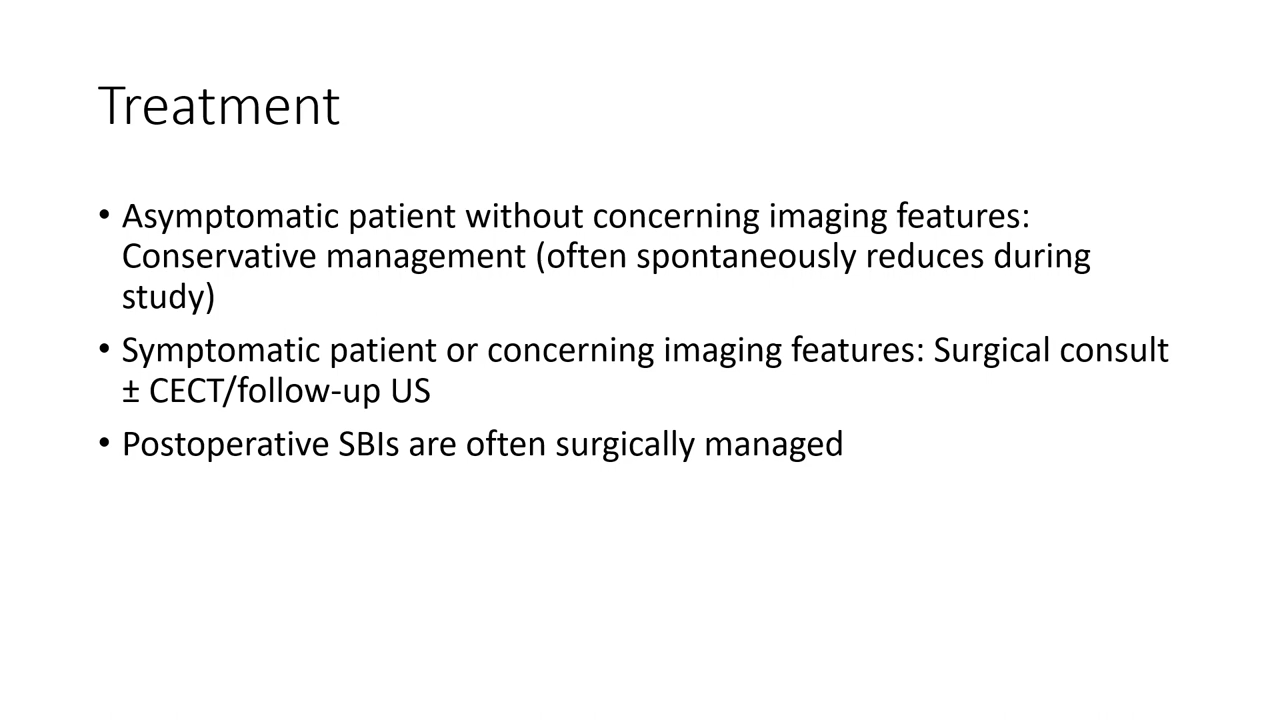 Treatment
• Asymptomatic patient without concerning imaging features:
Conservative management (often spontaneously reduces during
study)
• Symptomatic patient or concerning imaging features: Surgical consult
± CECT/follow-up US
• Postoperative SBIs are often surgically managed